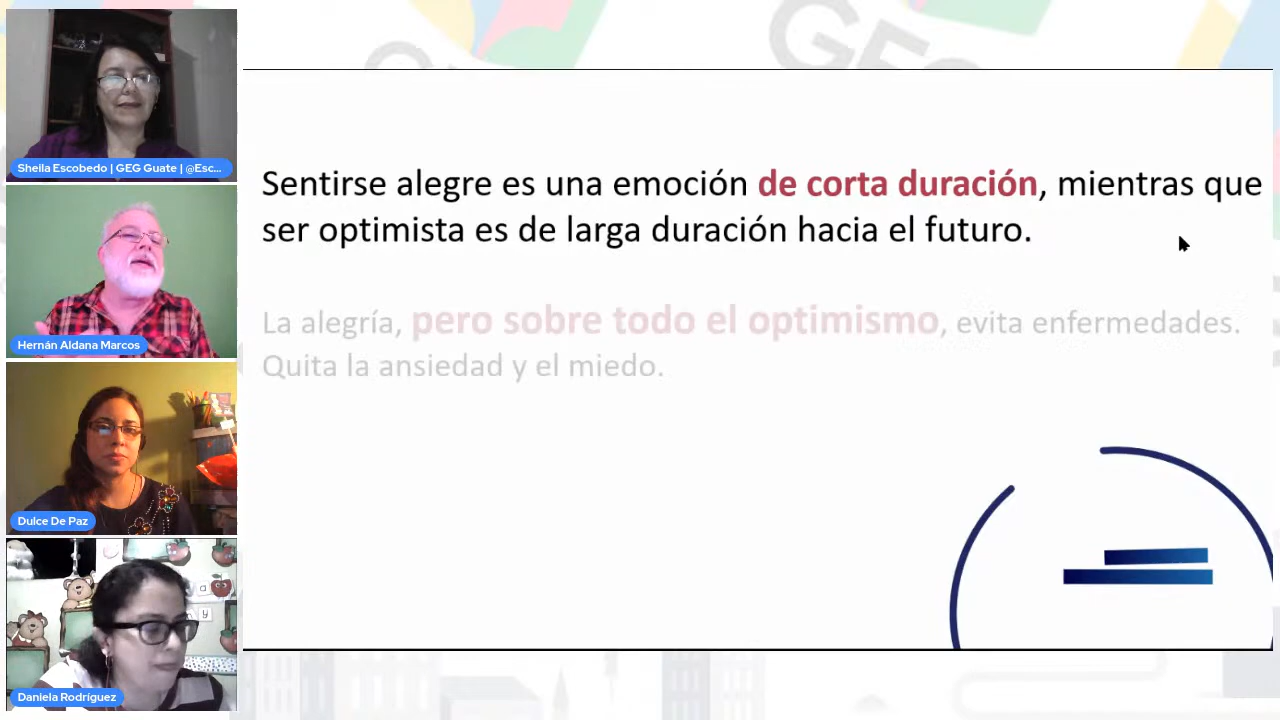 Sheila Escobedo | GEG Guate | @Esc...
Hernán Aldana Marcos
Dulce De Paz
Daniela Rodríguez
GEG
Sentirse alegre es una emoción de corta duración, mientras que
ser optimista es de larga duración hacia el futuro.
La alegría, pero sobre todo el optimismo, evita enfermedades.
Quita la ansiedad y el miedo.